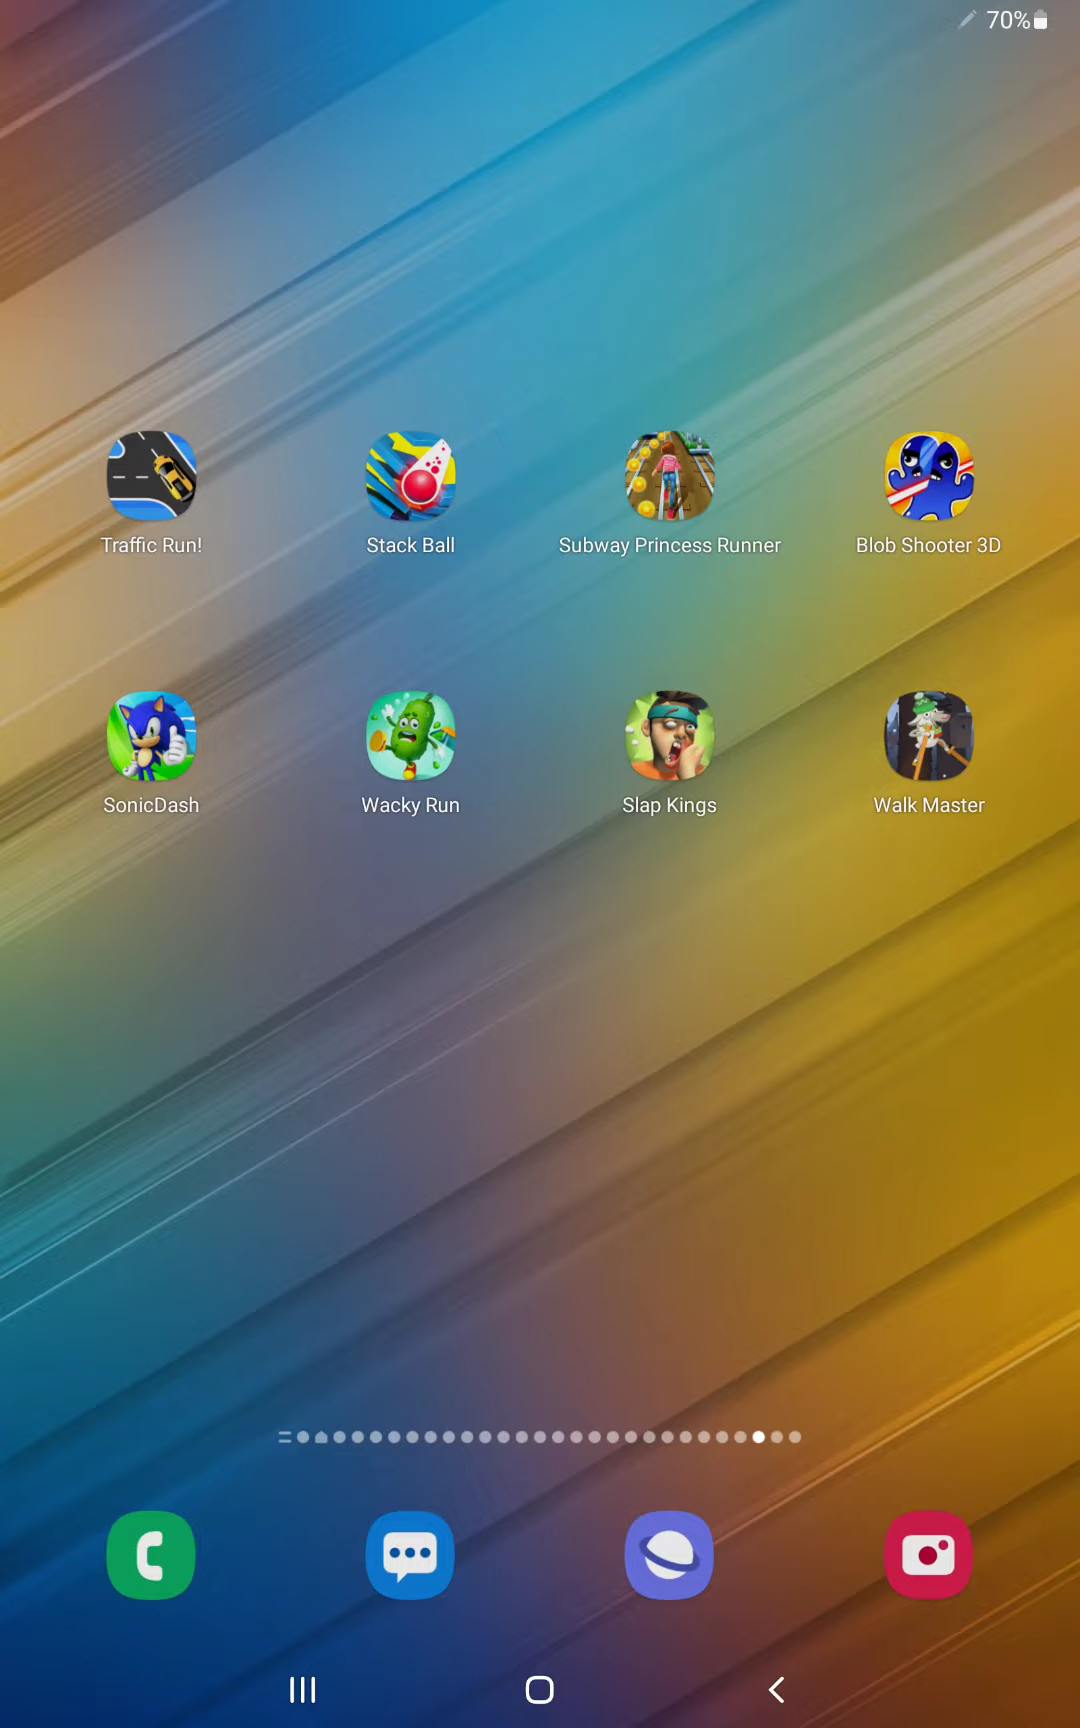 70%
Traffic Run!
Stack Ball
Subway Princess Runner
Blob Shooter 3D
SonicDash
Wacky Run
Slap Kings
Walk Master